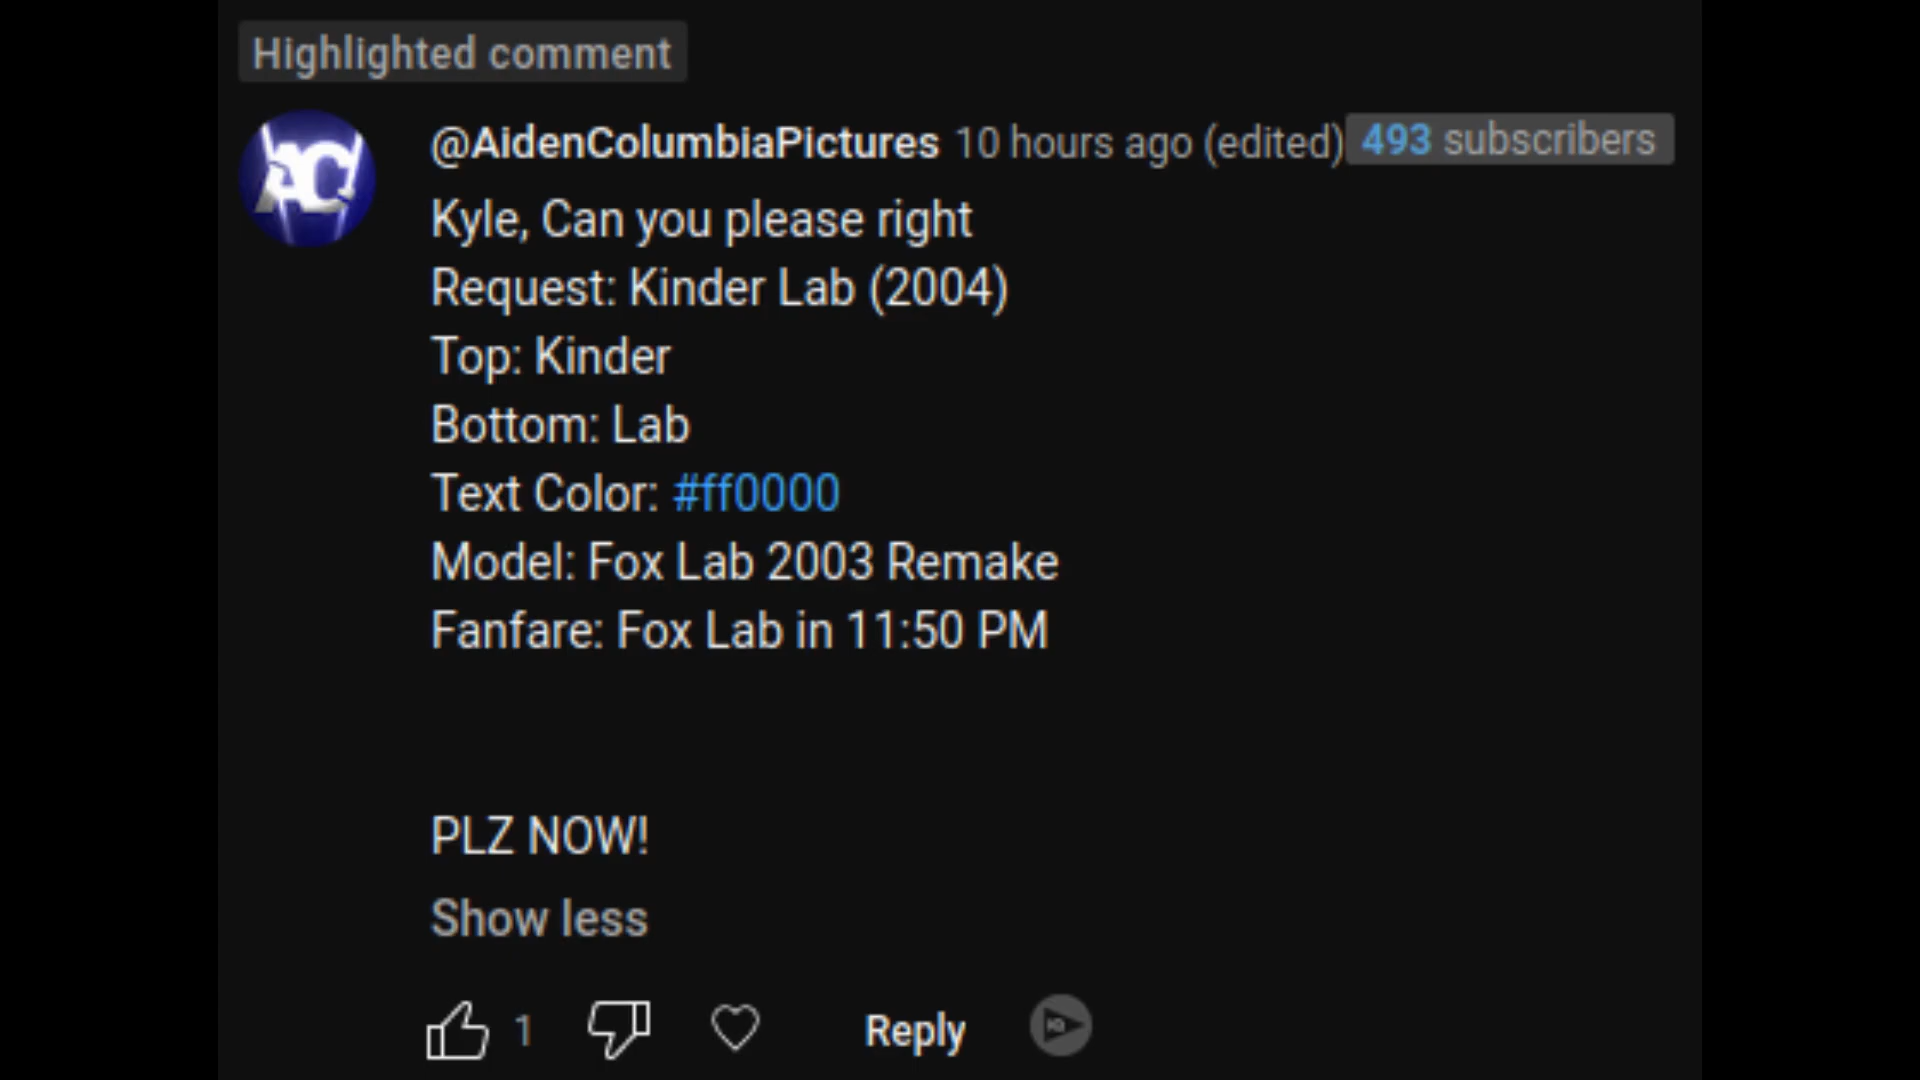 Highlighted comment
@AidenColumbiaPictures 10 hours ago (edited) 493 subscribers
Kyle, Can you please right
Request: Kinder Lab (2004)
Top: Kinder
Bottom: Lab
Text Color: #ff0000
Model: Fox Lab 2003 Remake
Fanfare: Fox Lab in 11:50 PM
PLZ NOW!
Show less
1 Reply
AC